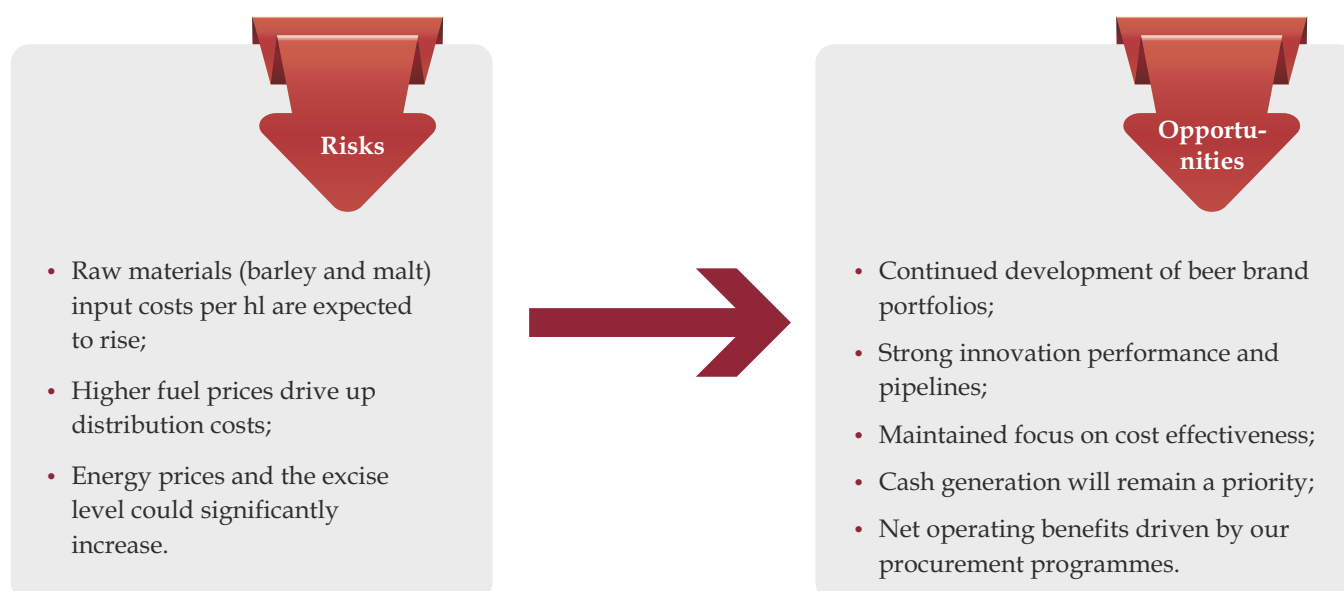 Risks
• Raw materials (barley and malt)
input costs per hl are expected
to rise;
• Higher fuel prices drive up
distribution costs;
• Energy prices and the excise
level could significantly
increase.
Opportu-
nities
• Continued development of beer brand
portfolios;
• Strong innovation performance and
pipelines;
• Maintained focus on cost effectiveness;
• Cash generation will remain a priority;
• Net operating benefits driven by our
procurement programmes.